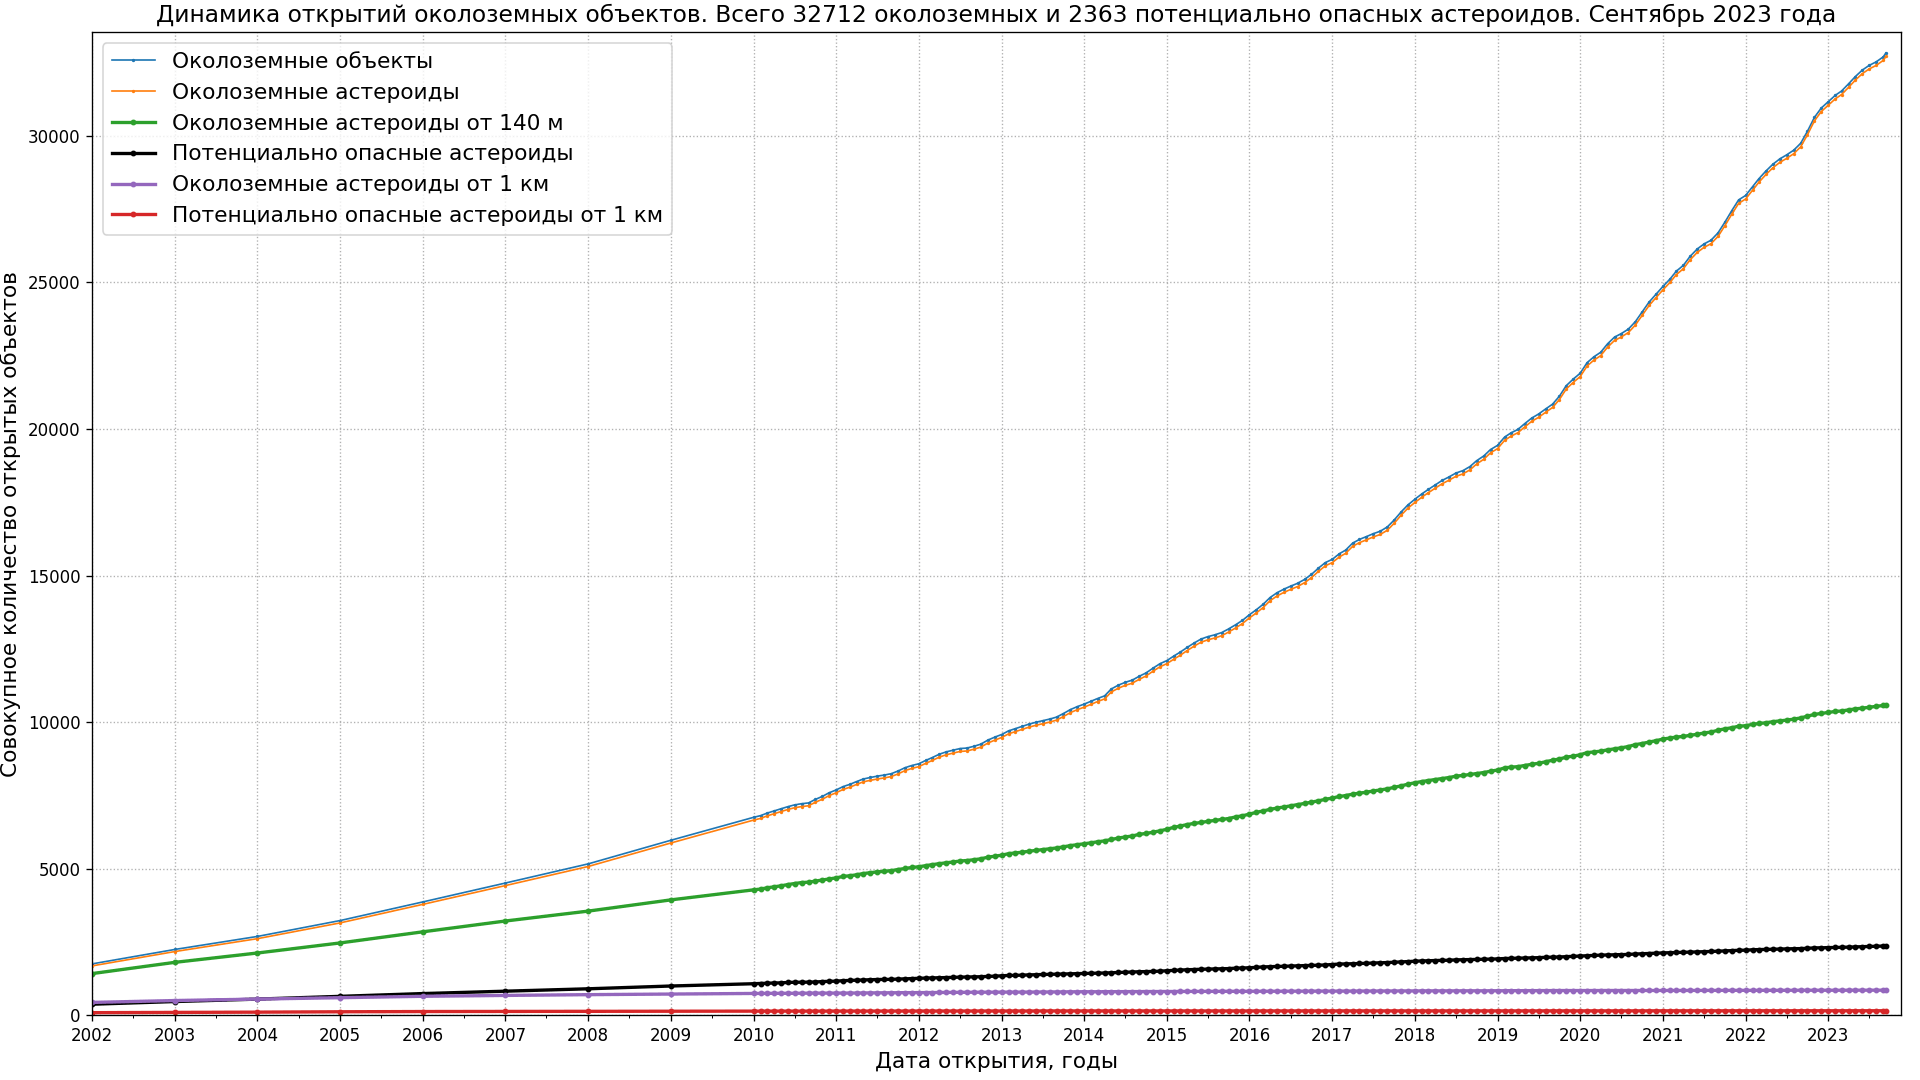 Динамика открытий околоземных объектов. Всего 32712 околоземных и 2363 потенциально опасных астероидов. Сентябрь 2023 года
Околоземные объекты
Околоземные астероиды
Околоземные астероиды от 140 м
Потенциально опасные астероиды
Околоземные астероиды от 1 км
Потенциально опасные астероиды от 1 км
Совокупное количество открытых объектов
30000
25000
20000
15000
10000
5000
0
2002 2003 2004 2005 2006 2007 2008 2009 2010 2011 2012 2013 2014 2015 2016 2017 2018 2019 2020 2021 2022 2023
Дата открытия, годы